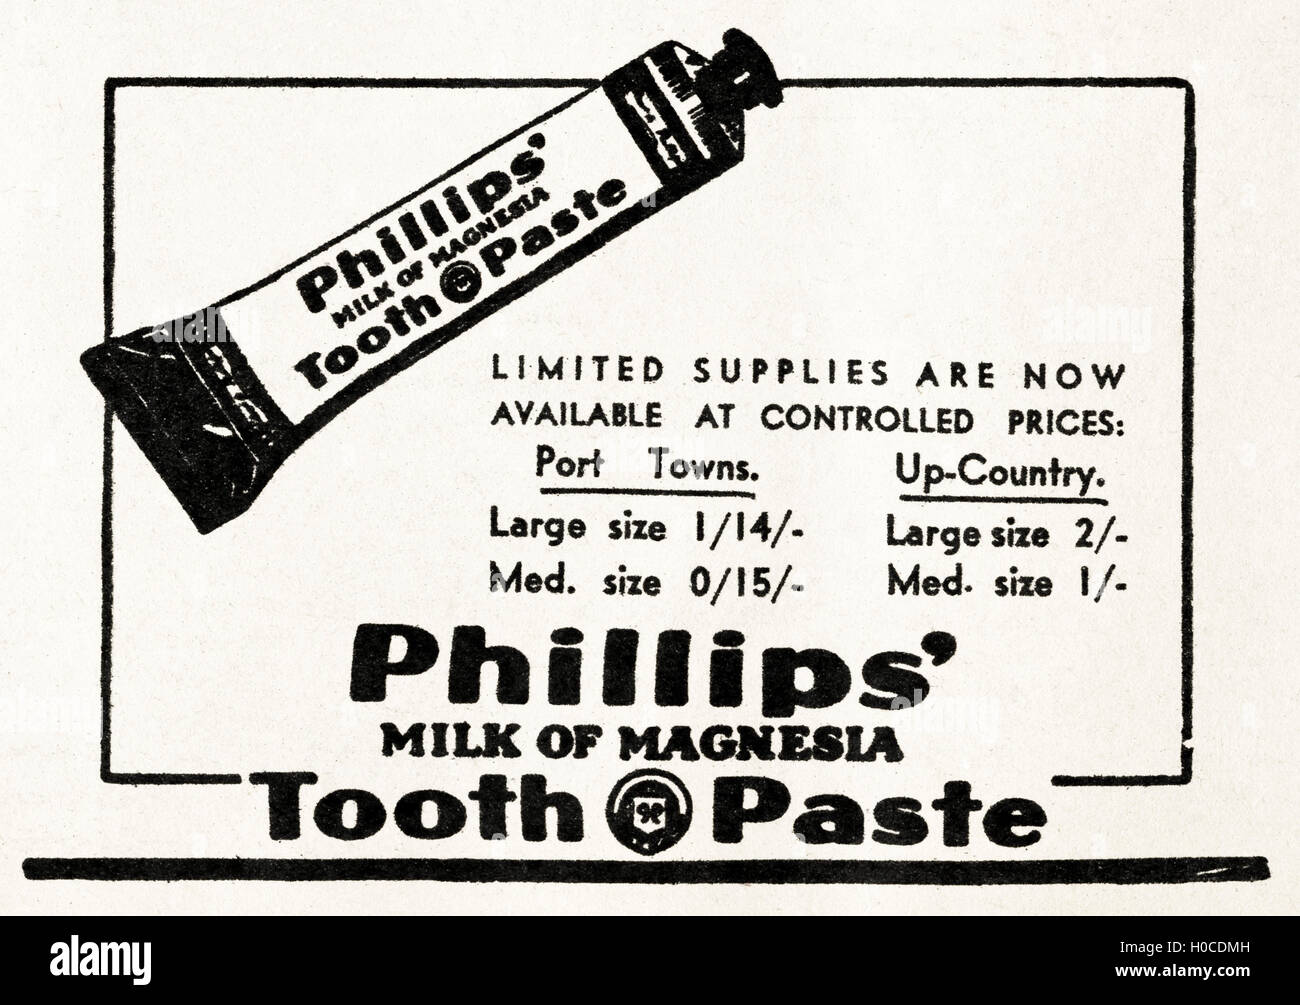 Phillips'
MILK OF MAGNESIA
Tooth Paste
LIMITED SUPPLIES ARE NOW
AVAILABLE AT CONTROLLED PRICES:
Port Towns. Up-Country.
Large size 1/14/- Large size 2/-
Med. size 0/15/- Med. size 1/-
Phillips'
MILK OF MAGNESIA
Tooth Paste
alamy
Image ID: H0CDMH
www.alamy.com